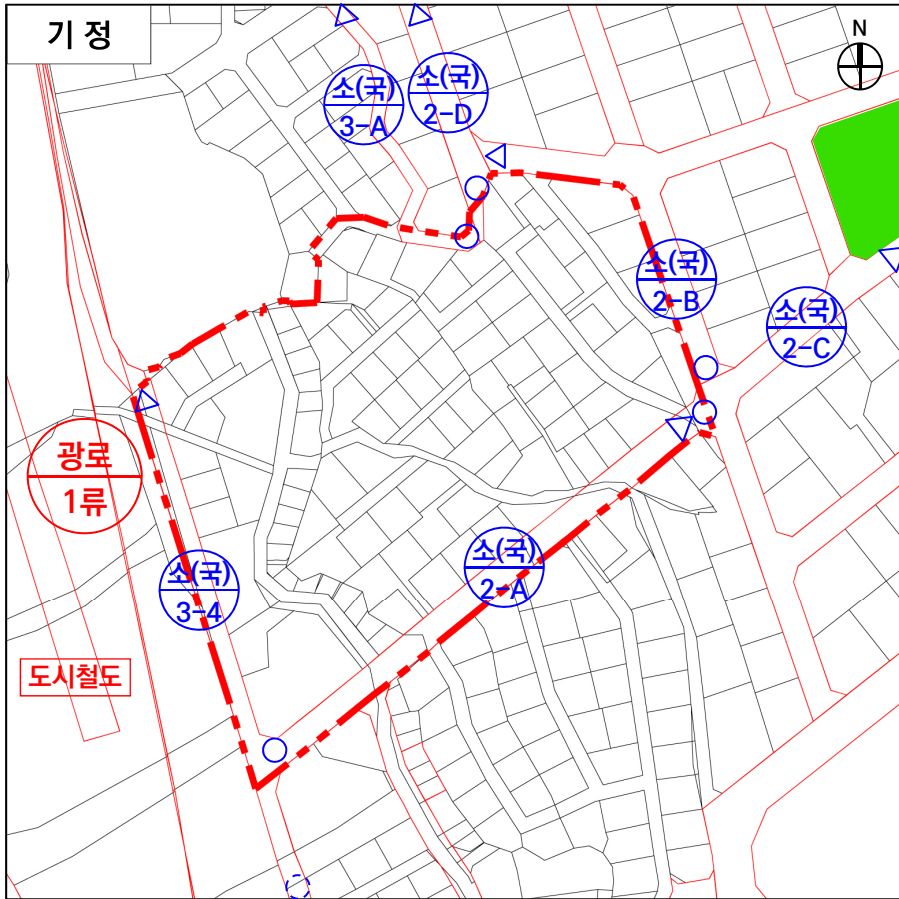 기 정
N
소(국)
3-A
소(국)
2-D
소(국)
2-B
소(국)
2-C
광로
1류
소(국)
3-4
소(국)
2-A
도시철도